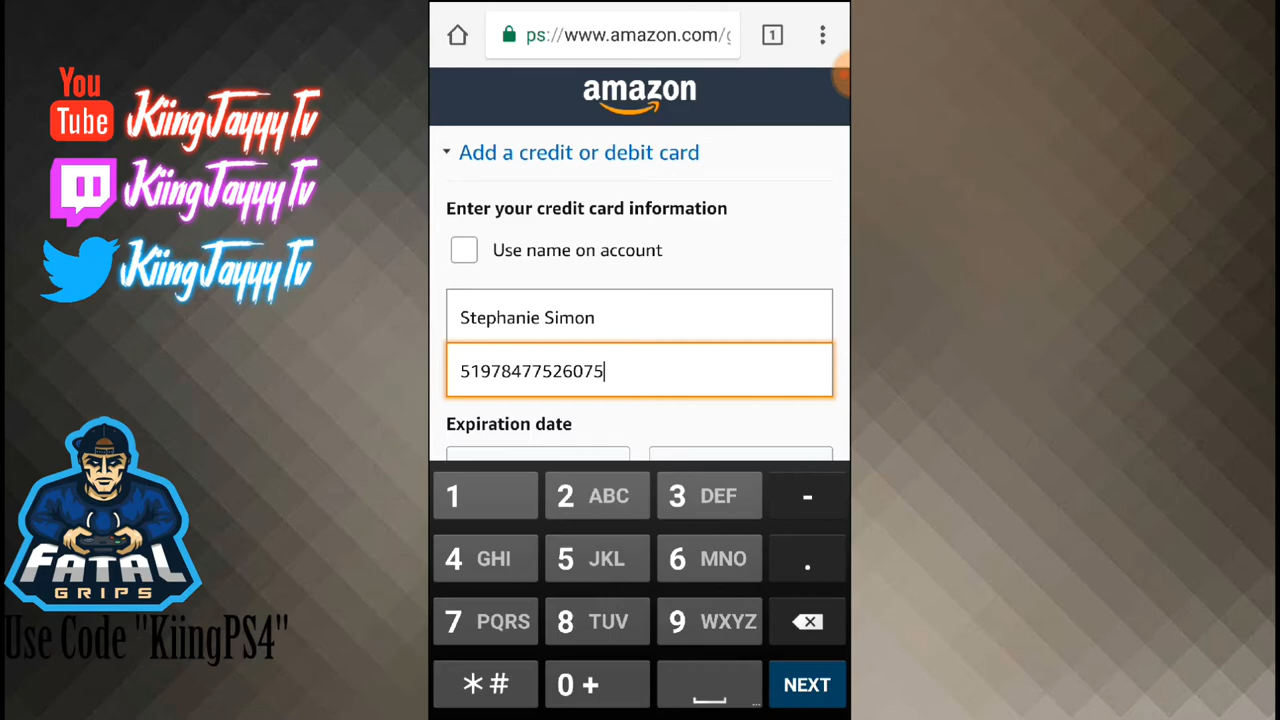 You
Tube KiingJayyyTv
KiingJayyyTv
KiingJayyyTv
FATAL
GRIPS
Use Code "KiingPS4"
ps://www.amazon.com/g
1
amazon
Add a credit or debit card
Enter your credit card information
Use name on account
Stephanie Simon
51978477526075
Expiration date
1 2 ABC 3 DEF -
4 GHI 5 JKL 6 MNO .
7 PQRS 8 TUV 9 WXYZ
*# 0 + NEXT